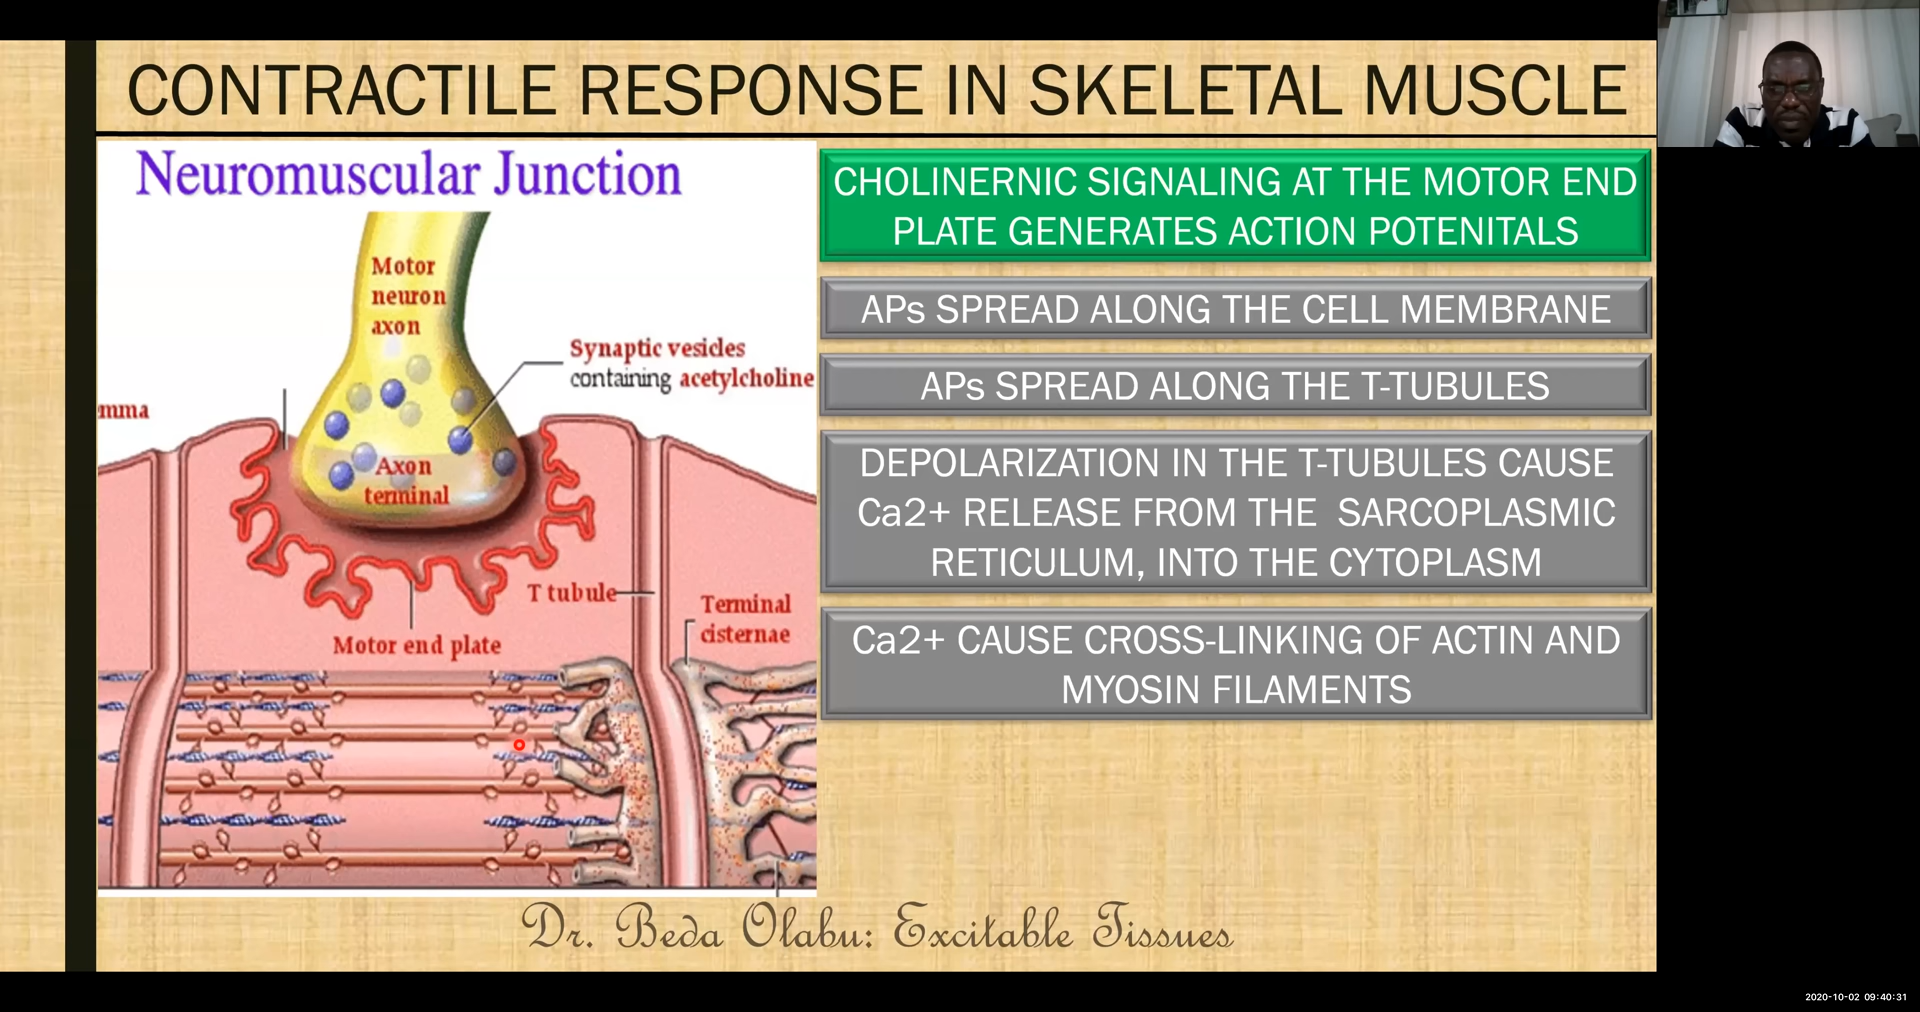 CONTRACTILE RESPONSE IN SKELETAL MUSCLE
Neuromuscular Junction
Motor
neuron
axon
Synaptic vesicles
containing acetylcholine
mma
Axon
terminal
T tubule
Terminal
cisternae
Motor end plate
CHOLINERNIC SIGNALING AT THE MOTOR END
PLATE GENERATES ACTION POTENITALS
APs SPREAD ALONG THE CELL MEMBRANE
APs SPREAD ALONG THE T-TUBULES
DEPOLARIZATION IN THE T-TUBULES CAUSE
Ca2+ RELEASE FROM THE SARCOPLASMIC
RETICULUM, INTO THE CYTOPLASM
Ca2+ CAUSE CROSS-LINKING OF ACTIN AND
MYOSIN FILAMENTS
Dr. Beda Olabu: Excitable Tissues
2020-10-02 09:40:31